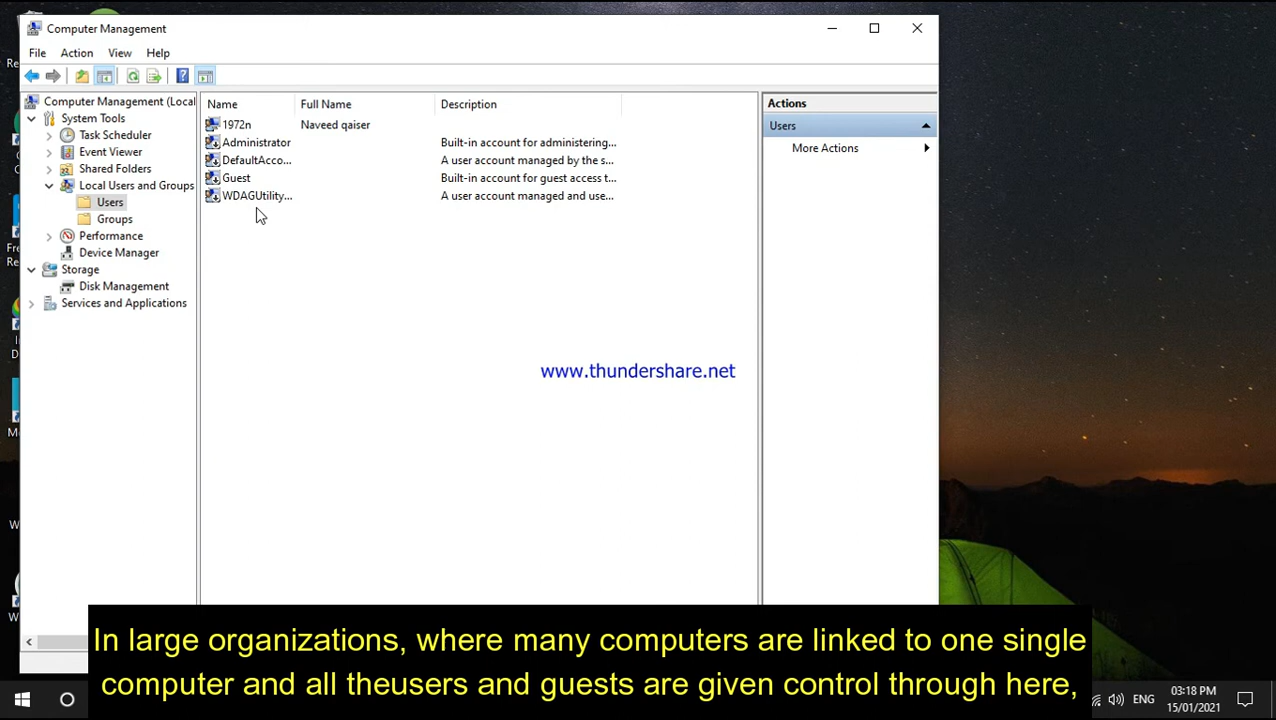 Computer Management
File Action View Help
Computer Management (Local
System Tools
Task Scheduler
Event Viewer
Shared Folders
Local Users and Groups
Users
Groups
Performance
Device Manager
Storage
Disk Management
Services and Applications
Name Full Name Description
1972n Naveed qaiser
Administrator Built-in account for administering...
DefaultAcco... A user account managed by the s...
Guest Built-in account for guest access t...
WDAGUtility... A user account managed and use...
Actions
Users
More Actions
www.thundershare.net
In large organizations, where many computers are linked to one single
computer and all theusers and guests are given control through here,
ENG
03:18 PM
15/01/2021